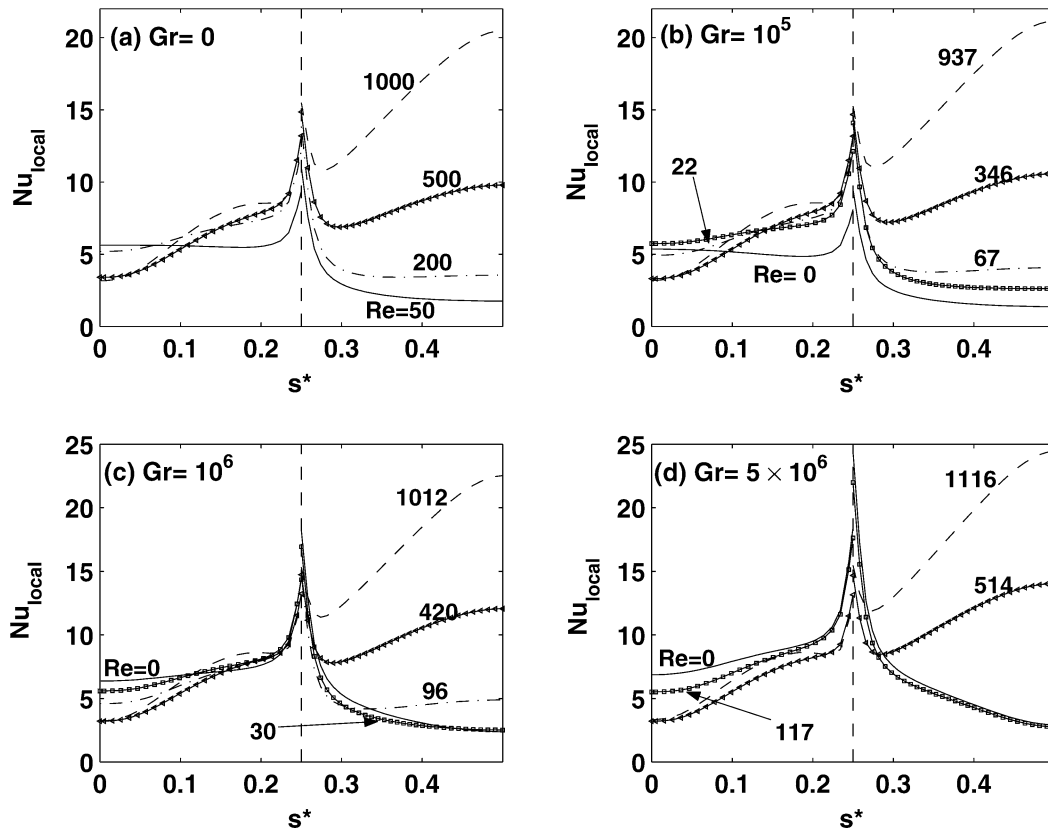 (a) Gr= 0
1000
500
200
Re=50
Nu_local
20
15
10
5
0
0 0.1 0.2 0.3 0.4
s*
(b) Gr= 10^5
937
22
346
67
Re= 0
Nu_local
20
15
10
5
0
0 0.1 0.2 0.3 0.4
s*
(c) Gr= 10^6
1012
420
Re=0
96
30
Nu_local
25
20
15
10
5
0
0 0.1 0.2 0.3 0.4
s*
(d) Gr= 5 × 10^6
1116
514
Re=0
117
Nu_local
25
20
15
10
5
0
0 0.1 0.2 0.3 0.4
s*